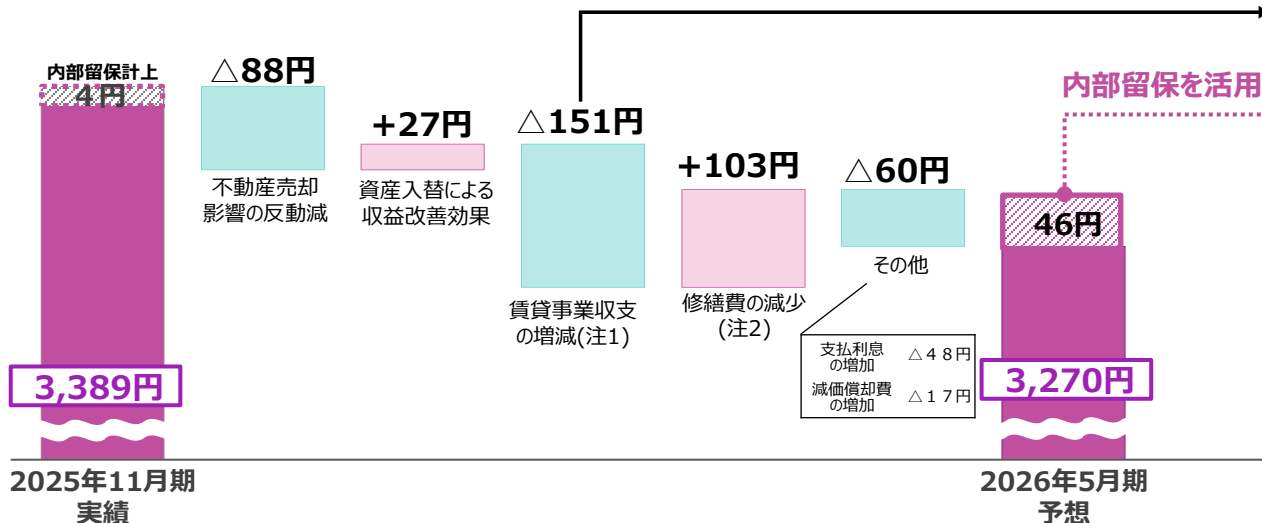 内部留保計上
4円
△88円
不動産売却
影響の反動減
+27円
資産入替による
収益改善効果
△151円
賃貸事業収支
の増減(注1)
+103円
修繕費の減少
(注2)
△60円
その他
支払利息
の増加
△48円
減価償却費
の増加
△17円
内部留保を活用
46円
3,389円
3,270円
2025年11月期
実績
2026年5月期
予想